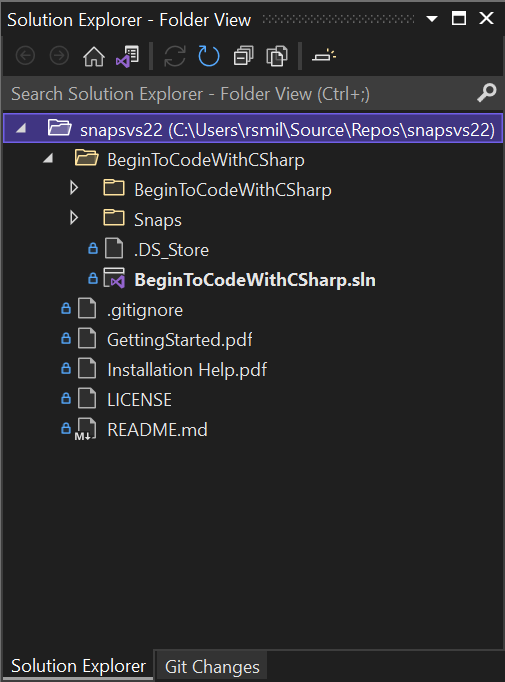 Solution Explorer - Folder View
Search Solution Explorer - Folder View (Ctrl+;)
snapsvs22 (C:\Users\rsmil\Source\Repos\snapsvs22)
BeginToCodeWithCSharp
BeginToCodeWithCSharp
Snaps
.DS_Store
BeginToCodeWithCSharp.sln
.gitignore
GettingStarted.pdf
Installation Help.pdf
LICENSE
M↓ README.md
Solution Explorer Git Changes